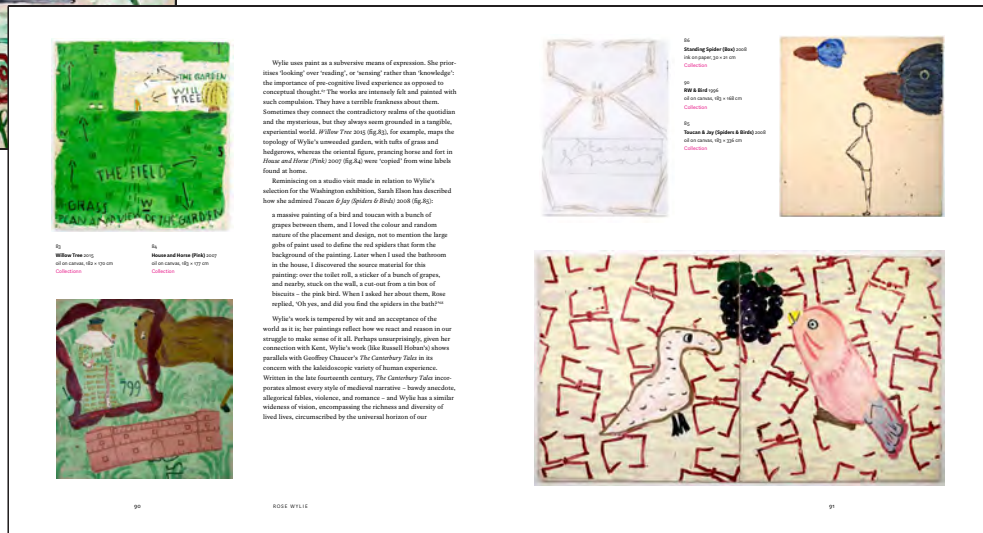 E
N
THE GARDEN
WILLOW
TREE
S
THE FIELD
W
GRASS
PLAN AND VIEW OF THE GARDEN
83
Willow Tree 2015
oil on canvas, 182 × 170 cm
Collection
84
House and Horse (Pink) 2007
oil on canvas, 183 × 177 cm
Collection
799
Wylie uses paint as a subversive means of expression. She prior-
itises ‘looking’ over ‘reading’, or ‘sensing’ rather than ‘knowledge’:
the importance of pre-cognitive lived experience as opposed to
conceptual thought. The works are intensely felt and painted with
such compulsion. They have a terrible frankness about them.
Sometimes they connect the contradictory realms of the quotidian
and the mysterious, but they always seem grounded in a tangible,
experiential world. Willow Tree 2015 (fig.83), for example, maps the
topology of Wylie’s unweeded garden, with tufts of grass and
hedgerows, whereas the oriental figure, prancing horse and fort in
House and Horse (Pink) 2007 (fig.84) were ‘copied’ from wine labels
found at home.
Reminiscing on a studio visit made in relation to Wylie’s
selection for the Washington exhibition, Sarah Elson has described
how she admired Toucan & Jay (Spiders & Birds) 2008 (fig.85):
a massive painting of a bird and toucan with a bunch of
grapes between them, and I loved the colour and random
nature of the placement and design, not to mention the large
gobs of paint used to define the red spiders that form the
background of the painting. Later when I used the bathroom
in the house, I discovered the source material for this
painting: over the toilet roll, a sticker of a bunch of grapes,
and nearby, stuck on the wall, a cut-out from a tin box of
biscuits – the pink bird. When I asked her about them, Rose
replied, ‘Oh yes, and did you find the spiders in the bath?’
Wylie’s work is tempered by wit and an acceptance of the
world as it is; her paintings reflect how we react and reason in our
struggle to make sense of it all. Perhaps unsurprisingly, given her
connection with Kent, Wylie’s work (like Russell Hoban’s) shows
parallels with Geoffrey Chaucer’s The Canterbury Tales in its
concern with the kaleidoscopic variety of human experience.
Written in the late fourteenth century, The Canterbury Tales incor-
porates almost every style of medieval narrative – bawdy anecdote,
allegorical fables, violence, and romance – and Wylie has a similar
wideness of vision, encompassing the richness and diversity of
lived lives, circumscribed by the universal horizon of our
90
ROSE WYLIE
86
Standing Spider (Box) 2008
ink on paper, 30 × 21 cm
Collection
90
RW & Bird 1996
oil on canvas, 183 × 168 cm
Collection
85
Toucan & Jay (Spiders & Birds) 2008
oil on canvas, 183 × 336 cm
Collection
91